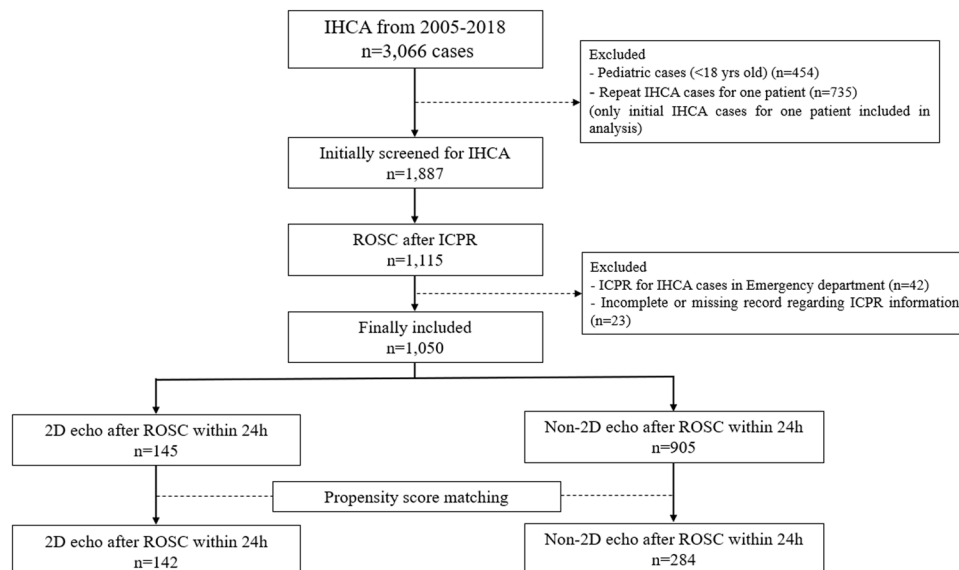 IHCA from 2005-2018
n=3,066 cases
Excluded
- Pediatric cases (<18 yrs old) (n=454)
- Repeat IHCA cases for one patient (n=735)
(only initial IHCA cases for one patient included in
analysis)
Initially screened for IHCA
n=1,887
ROSC after ICPR
n=1,115
Excluded
- ICPR for IHCA cases in Emergency department (n=42)
- Incomplete or missing record regarding ICPR information
(n=23)
Finally included
n=1,050
2D echo after ROSC within 24h
n=145
Non-2D echo after ROSC within 24h
n=905
Propensity score matching
2D echo after ROSC within 24h
n=142
Non-2D echo after ROSC within 24h
n=284